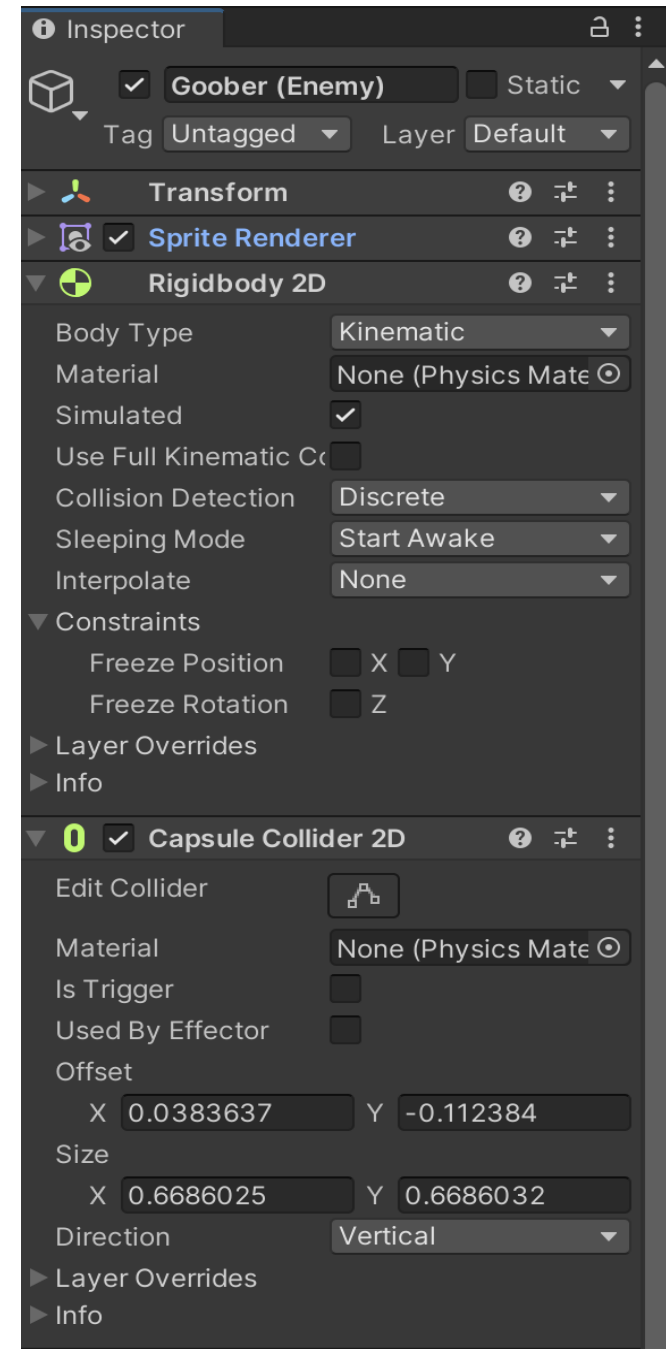 Inspector
Goober (Enemy) Static
Tag Untagged Layer Default
Transform
Sprite Renderer
Rigidbody 2D
Body Type Kinematic
Material None (Physics Mate
Simulated
Use Full Kinematic Co
Collision Detection Discrete
Sleeping Mode Start Awake
Interpolate None
Constraints
Freeze Position X Y
Freeze Rotation Z
Layer Overrides
Info
Capsule Collider 2D
Edit Collider
Material None (Physics Mate
Is Trigger
Used By Effector
Offset
X 0.0383637 Y -0.112384
Size
X 0.6686025 Y 0.6686032
Direction Vertical
Layer Overrides
Info